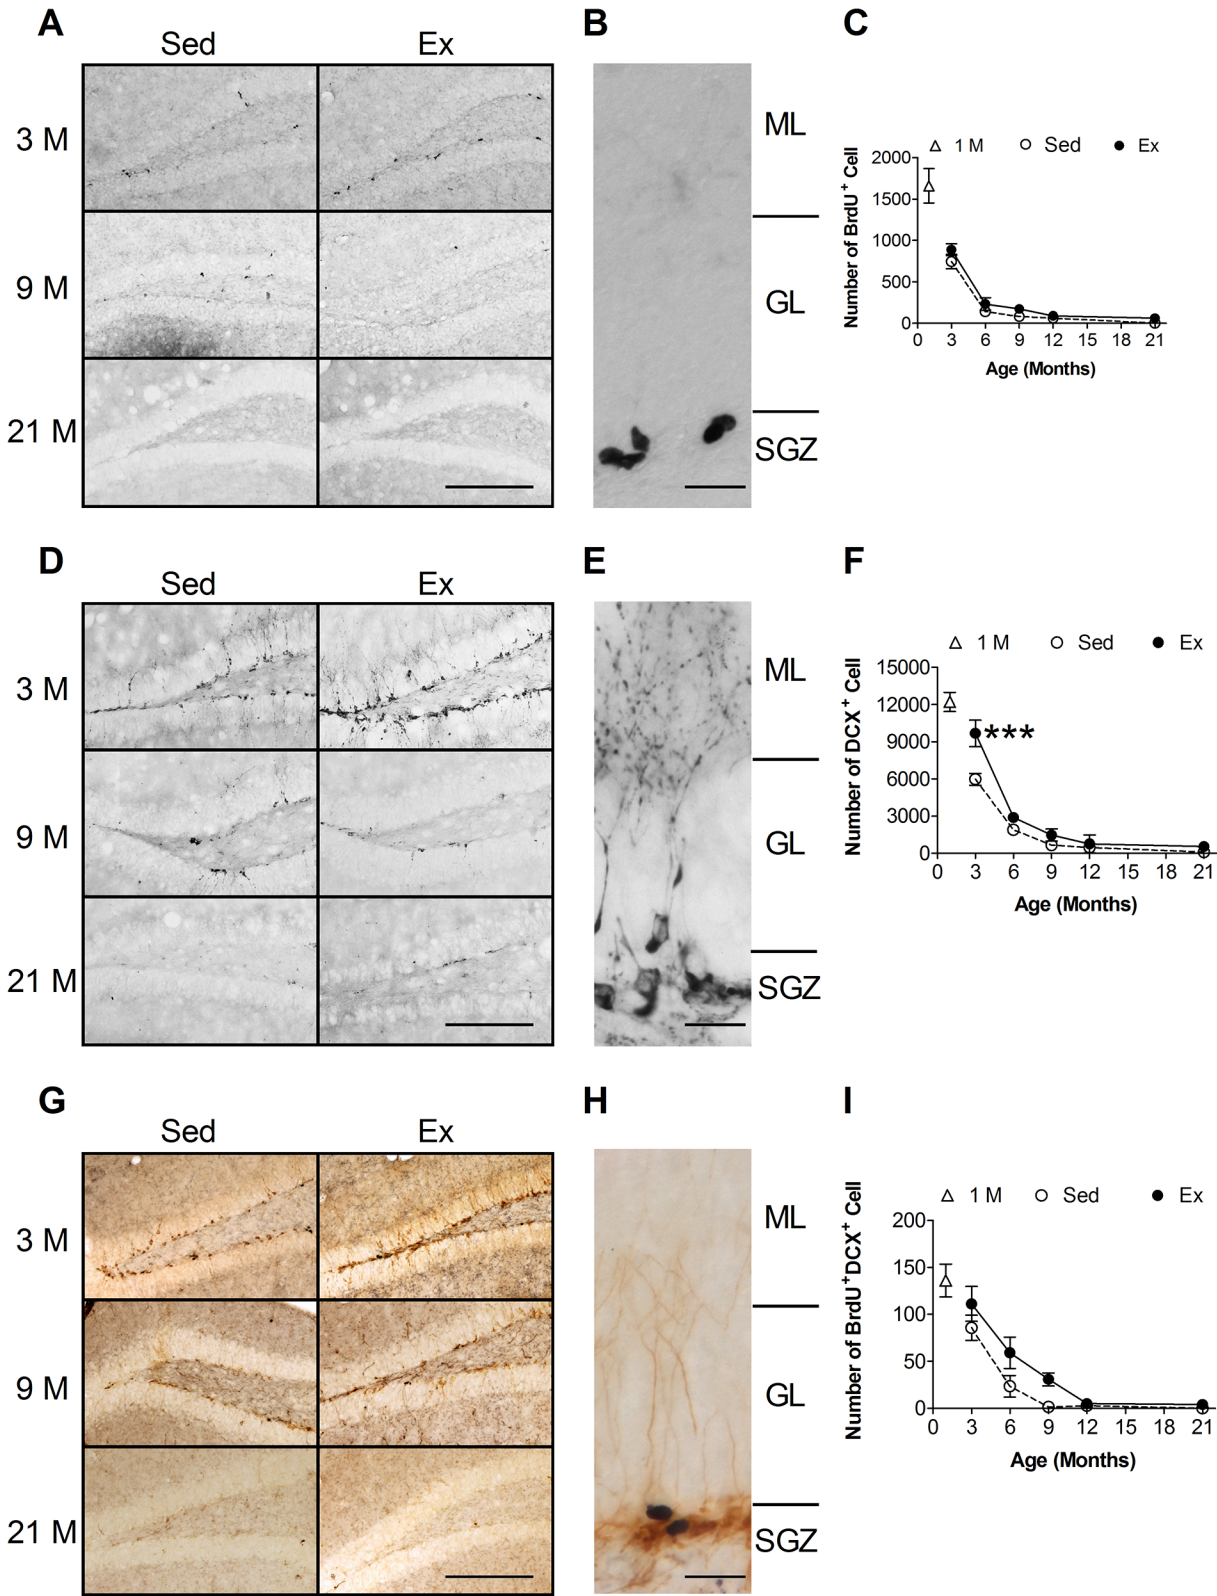 A
Sed Ex
3 M
9 M
21 M
B
ML
GL
SGZ
C
1 M Sed Ex
Number of BrdU+ Cell
2000
1500
1000
500
0
0 3 6 9 12 15 18 21
Age (Months)
D
Sed Ex
3 M
9 M
21 M
E
ML
GL
SGZ
F
1 M Sed Ex
Number of DCX+ Cell
15000
12000
9000
6000
3000
0
***
0 3 6 9 12 15 18 21
Age (Months)
G
Sed Ex
3 M
9 M
21 M
H
ML
GL
SGZ
I
1 M Sed Ex
Number of BrdU+DCX+ Cell
200
150
100
50
0
0 3 6 9 12 15 18 21
Age (Months)